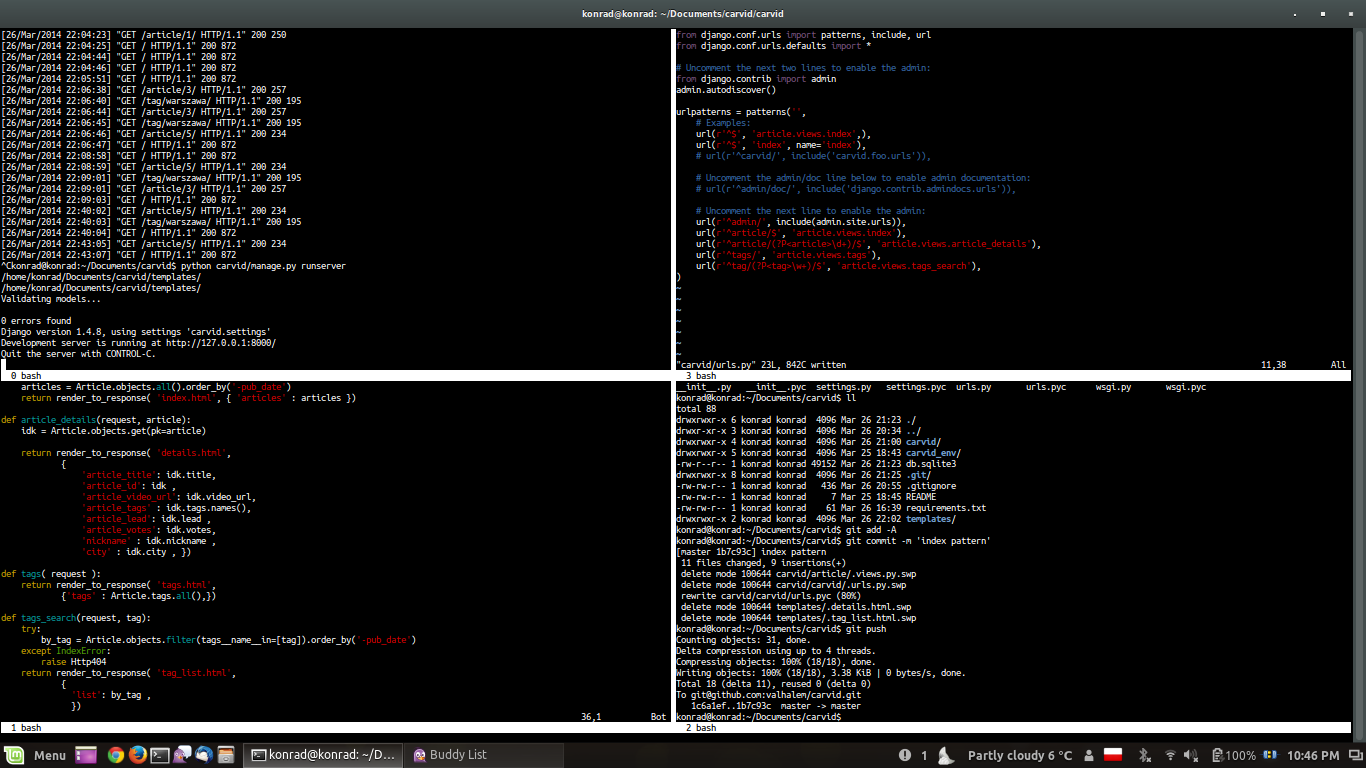 konrad@konrad: ~/Documents/carvid/carvid
[26/Mar/2014 22:04:23] "GET /article/1/ HTTP/1.1" 200 250
[26/Mar/2014 22:04:25] "GET / HTTP/1.1" 200 872
[26/Mar/2014 22:04:44] "GET / HTTP/1.1" 200 872
[26/Mar/2014 22:04:46] "GET / HTTP/1.1" 200 872
[26/Mar/2014 22:05:51] "GET / HTTP/1.1" 200 872
[26/Mar/2014 22:06:38] "GET /article/3/ HTTP/1.1" 200 257
[26/Mar/2014 22:06:40] "GET /tag/warszawa/ HTTP/1.1" 200 195
[26/Mar/2014 22:06:44] "GET /article/3/ HTTP/1.1" 200 257
[26/Mar/2014 22:06:45] "GET /tag/warszawa/ HTTP/1.1" 200 195
[26/Mar/2014 22:06:46] "GET /article/5/ HTTP/1.1" 200 234
[26/Mar/2014 22:06:47] "GET / HTTP/1.1" 200 872
[26/Mar/2014 22:08:58] "GET / HTTP/1.1" 200 872
[26/Mar/2014 22:08:59] "GET /article/5/ HTTP/1.1" 200 234
[26/Mar/2014 22:09:01] "GET /tag/warszawa/ HTTP/1.1" 200 195
[26/Mar/2014 22:09:01] "GET /article/3/ HTTP/1.1" 200 257
[26/Mar/2014 22:09:03] "GET / HTTP/1.1" 200 872
[26/Mar/2014 22:40:02] "GET /article/5/ HTTP/1.1" 200 234
[26/Mar/2014 22:40:03] "GET /tag/warszawa/ HTTP/1.1" 200 195
[26/Mar/2014 22:40:04] "GET / HTTP/1.1" 200 872
[26/Mar/2014 22:43:05] "GET /article/5/ HTTP/1.1" 200 234
[26/Mar/2014 22:43:07] "GET / HTTP/1.1" 200 872
^Ckonrad@konrad:~/Documents/carvid$ python carvid/manage.py runserver
/home/konrad/Documents/carvid/templates/
/home/konrad/Documents/carvid/templates/
Validating models...
0 errors found
Django version 1.4.8, using settings 'carvid.settings'
Development server is running at http://127.0.0.1:8000/
Quit the server with CONTROL-C.
0 bash
from django.conf.urls import patterns, include, url
from django.conf.urls.defaults import *
# Uncomment the next two lines to enable the admin:
from django.contrib import admin
admin.autodiscover()
urlpatterns = patterns('',
# Examples:
url(r'^$', 'article.views.index',),
url(r'^$', 'index', name='index'),
# url(r'^carvid/', include('carvid.foo.urls')),
# Uncomment the admin/doc line below to enable admin documentation:
# url(r'^admin/doc/', include('django.contrib.admindocs.urls')),
# Uncomment the next line to enable the admin:
url(r'^admin/', include(admin.site.urls)),
url(r'^article/$', 'article.views.index'),
url(r'^article/(?P<article>\d+)/$', 'article.views.article_details'),
url(r'^tags/', 'article.views.tags'),
url(r'^tag/(?P<tag>\w+)/$', 'article.views.tags_search'),
)
~
~
~
~
~
~
~
"carvid/urls.py" 23L, 842C written 11,38 All
3 bash
articles = Article.objects.all().order_by('-pub_date')
return render_to_response( 'index.html', { 'articles' : articles })
def article_details(request, article):
idk = Article.objects.get(pk=article)
return render_to_response( 'details.html',
{
'article_title': idk.title,
'article_id': idk ,
'article_video_url': idk.video_url,
'article_tags' : idk.tags.names(),
'article_lead': idk.lead ,
'article_votes': idk.votes,
'nickname' : idk.nickname ,
'city' : idk.city , })
def tags( request ):
return render_to_response( 'tags.html',
{'tags' : Article.tags.all(),})
def tags_search(request, tag):
try:
by_tag = Article.objects.filter(tags__name__in=[tag]).order_by('-pub_date')
except IndexError:
raise Http404
return render_to_response( 'tag_list.html',
{
'list': by_tag ,
})
36,1 Bot
1 bash
__init__.py __init__.pyc settings.py settings.pyc urls.py urls.pyc wsgi.py wsgi.pyc
konrad@konrad:~/Documents/carvid$ ll
total 88
drwxrwxr-x 6 konrad konrad 4096 Mar 26 21:23 ./
drwxr-xr-x 3 konrad konrad 4096 Mar 26 20:34 ../
drwxrwxr-x 4 konrad konrad 4096 Mar 26 21:00 carvid/
drwxrwxr-x 5 konrad konrad 4096 Mar 25 18:43 carvid_env/
-rw-r--r-- 1 konrad konrad 49152 Mar 26 21:23 db.sqlite3
drwxrwxr-x 8 konrad konrad 4096 Mar 26 21:25 .git/
-rw-rw-r-- 1 konrad konrad 436 Mar 26 20:55 .gitignore
-rw-rw-r-- 1 konrad konrad 7 Mar 25 18:45 README
-rw-rw-r-- 1 konrad konrad 61 Mar 26 16:39 requirements.txt
drwxrwxr-x 2 konrad konrad 4096 Mar 26 22:02 templates/
konrad@konrad:~/Documents/carvid$ git add -A
konrad@konrad:~/Documents/carvid$ git commit -m 'index pattern'
[master 1b7c93c] index pattern
11 files changed, 9 insertions(+)
delete mode 100644 carvid/article/.views.py.swp
delete mode 100644 carvid/carvid/.urls.py.swp
rewrite carvid/carvid/urls.pyc (80%)
delete mode 100644 templates/.details.html.swp
delete mode 100644 templates/.tag_list.html.swp
konrad@konrad:~/Documents/carvid$ git push
Counting objects: 31, done.
Delta compression using up to 4 threads.
Compressing objects: 100% (18/18), done.
Writing objects: 100% (18/18), 3.38 KiB | 0 bytes/s, done.
Total 18 (delta 11), reused 0 (delta 0)
To git@github.com:valhalem/carvid.git
1c6a1ef..1b7c93c master -> master
konrad@konrad:~/Documents/carvid$
2 bash
Menu konrad@konrad: ~/D... Buddy List 1 Partly cloudy 6 °C 100% 10:46 PM